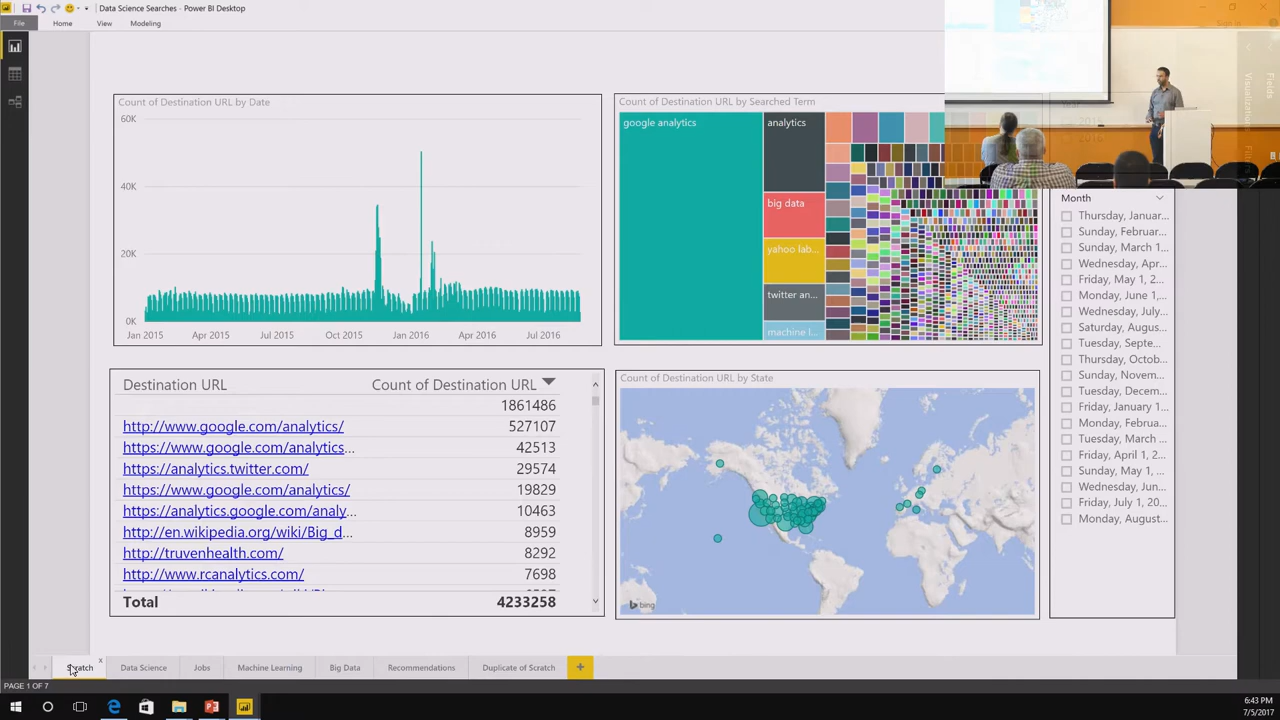 Data Science Searches - Power BI Desktop
File
Home
View
Modeling
Count of Destination URL by Date
60K
40K
20K
0K
Jan 2015
Apr 2015
Jul 2015
Oct 2015
Jan 2016
Apr 2016
Jul 2016
Count of Destination URL by Searched Term
google analytics
analytics
big data
yahoo lab...
twitter an...
machine l...
Visualizations
Fields
Month
Thursday, Januar...
Sunday, Februar...
Sunday, March 1...
Wednesday, Apr...
Friday, May 1, 2...
Monday, June 1,...
Wednesday, July...
Saturday, Augus...
Tuesday, Septe...
Thursday, Octob...
Sunday, Novem...
Tuesday, Decem...
Friday, January 1...
Monday, Februa...
Tuesday, March ...
Friday, April 1, 2...
Sunday, May 1, ...
Wednesday, Jun...
Friday, July 1, 20...
Monday, August...
Destination URL Count of Destination URL
1861486
http://www.google.com/analytics/ 527107
https://www.google.com/analytics... 42513
https://analytics.twitter.com/ 29574
https://www.google.com/analytics/ 19829
https://analytics.google.com/analy... 10463
http://en.wikipedia.org/wiki/Big_d... 8959
http://truvenhealth.com/ 8292
http://www.rcanalytics.com/ 7698
Total 4233258
Count of Destination URL by State
bing
Scratch
Data Science
Jobs
Machine Learning
Big Data
Recommendations
Duplicate of Scratch
PAGE 1 OF 7
6:43 PM
7/5/2017